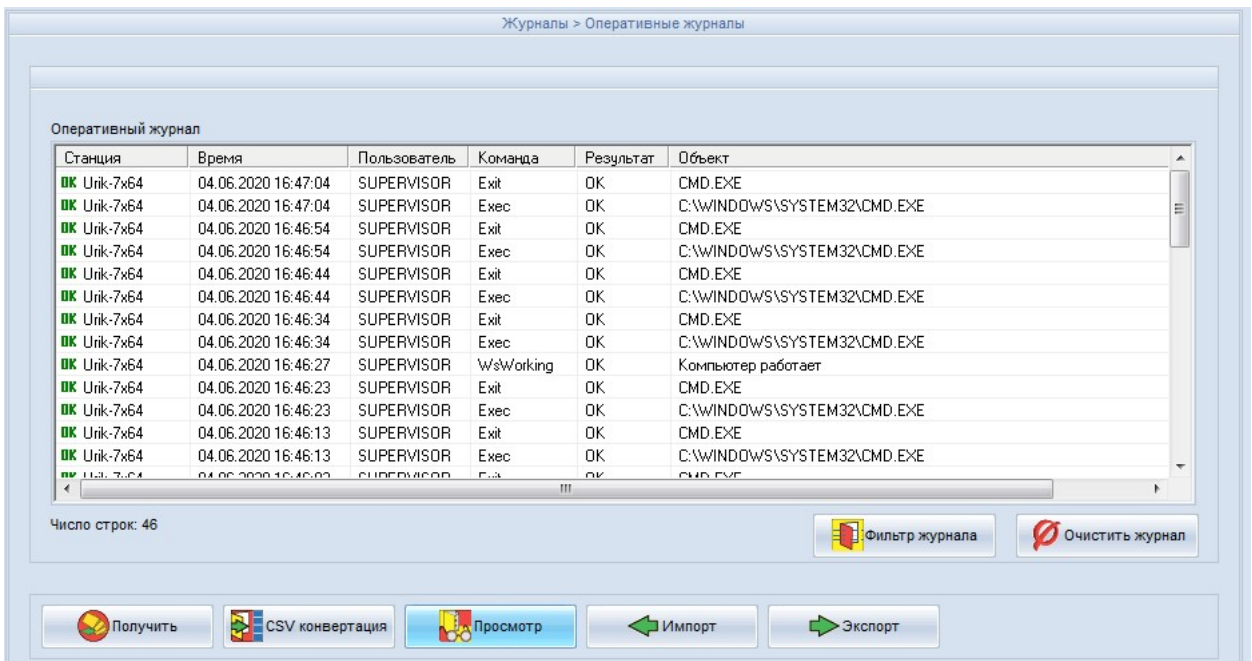 Журналы > Оперативные журналы
Оперативный журнал
Станция Время Пользователь Команда Результат Объект
OK Urik-7x64 04.06.2020 16:47:04 SUPERVISOR Exit OK CMD.EXE
OK Urik-7x64 04.06.2020 16:47:04 SUPERVISOR Exec OK C:\WINDOWS\SYSTEM32\CMD.EXE
OK Urik-7x64 04.06.2020 16:46:54 SUPERVISOR Exit OK CMD.EXE
OK Urik-7x64 04.06.2020 16:46:54 SUPERVISOR Exec OK C:\WINDOWS\SYSTEM32\CMD.EXE
OK Urik-7x64 04.06.2020 16:46:44 SUPERVISOR Exit OK CMD.EXE
OK Urik-7x64 04.06.2020 16:46:44 SUPERVISOR Exec OK C:\WINDOWS\SYSTEM32\CMD.EXE
OK Urik-7x64 04.06.2020 16:46:34 SUPERVISOR Exit OK CMD.EXE
OK Urik-7x64 04.06.2020 16:46:34 SUPERVISOR Exec OK C:\WINDOWS\SYSTEM32\CMD.EXE
OK Urik-7x64 04.06.2020 16:46:27 SUPERVISOR WsWorking OK Компьютер работает
OK Urik-7x64 04.06.2020 16:46:23 SUPERVISOR Exit OK CMD.EXE
OK Urik-7x64 04.06.2020 16:46:23 SUPERVISOR Exec OK C:\WINDOWS\SYSTEM32\CMD.EXE
OK Urik-7x64 04.06.2020 16:46:13 SUPERVISOR Exit OK CMD.EXE
OK Urik-7x64 04.06.2020 16:46:13 SUPERVISOR Exec OK C:\WINDOWS\SYSTEM32\CMD.EXE
Число строк: 46
Фильтр журнала Очистить журнал
Получить CSV конвертация Просмотр Импорт Экспорт